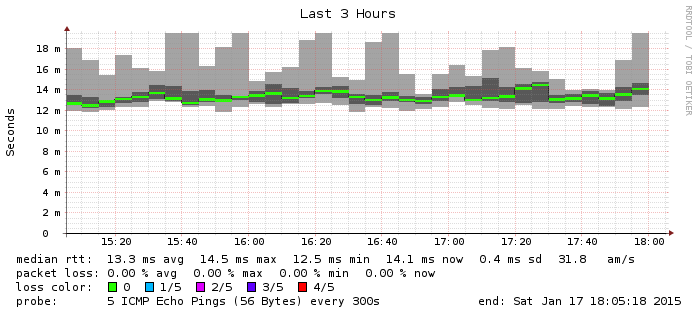 Last 3 Hours
RRDTOOL / TOBI OETIKER
Seconds
18 m
16 m
14 m
12 m
10 m
8 m
6 m
4 m
2 m
0
15:20 15:40 16:00 16:20 16:40 17:00 17:20 17:40 18:00
median rtt: 13.3 ms avg 14.5 ms max 12.5 ms min 14.1 ms now 0.4 ms sd 31.8 am/s
packet loss: 0.00 % avg 0.00 % max 0.00 % min 0.00 % now
loss color: 0 1/5 2/5 3/5 4/5
probe: 5 ICMP Echo Pings (56 Bytes) every 300s end: Sat Jan 17 18:05:18 2015